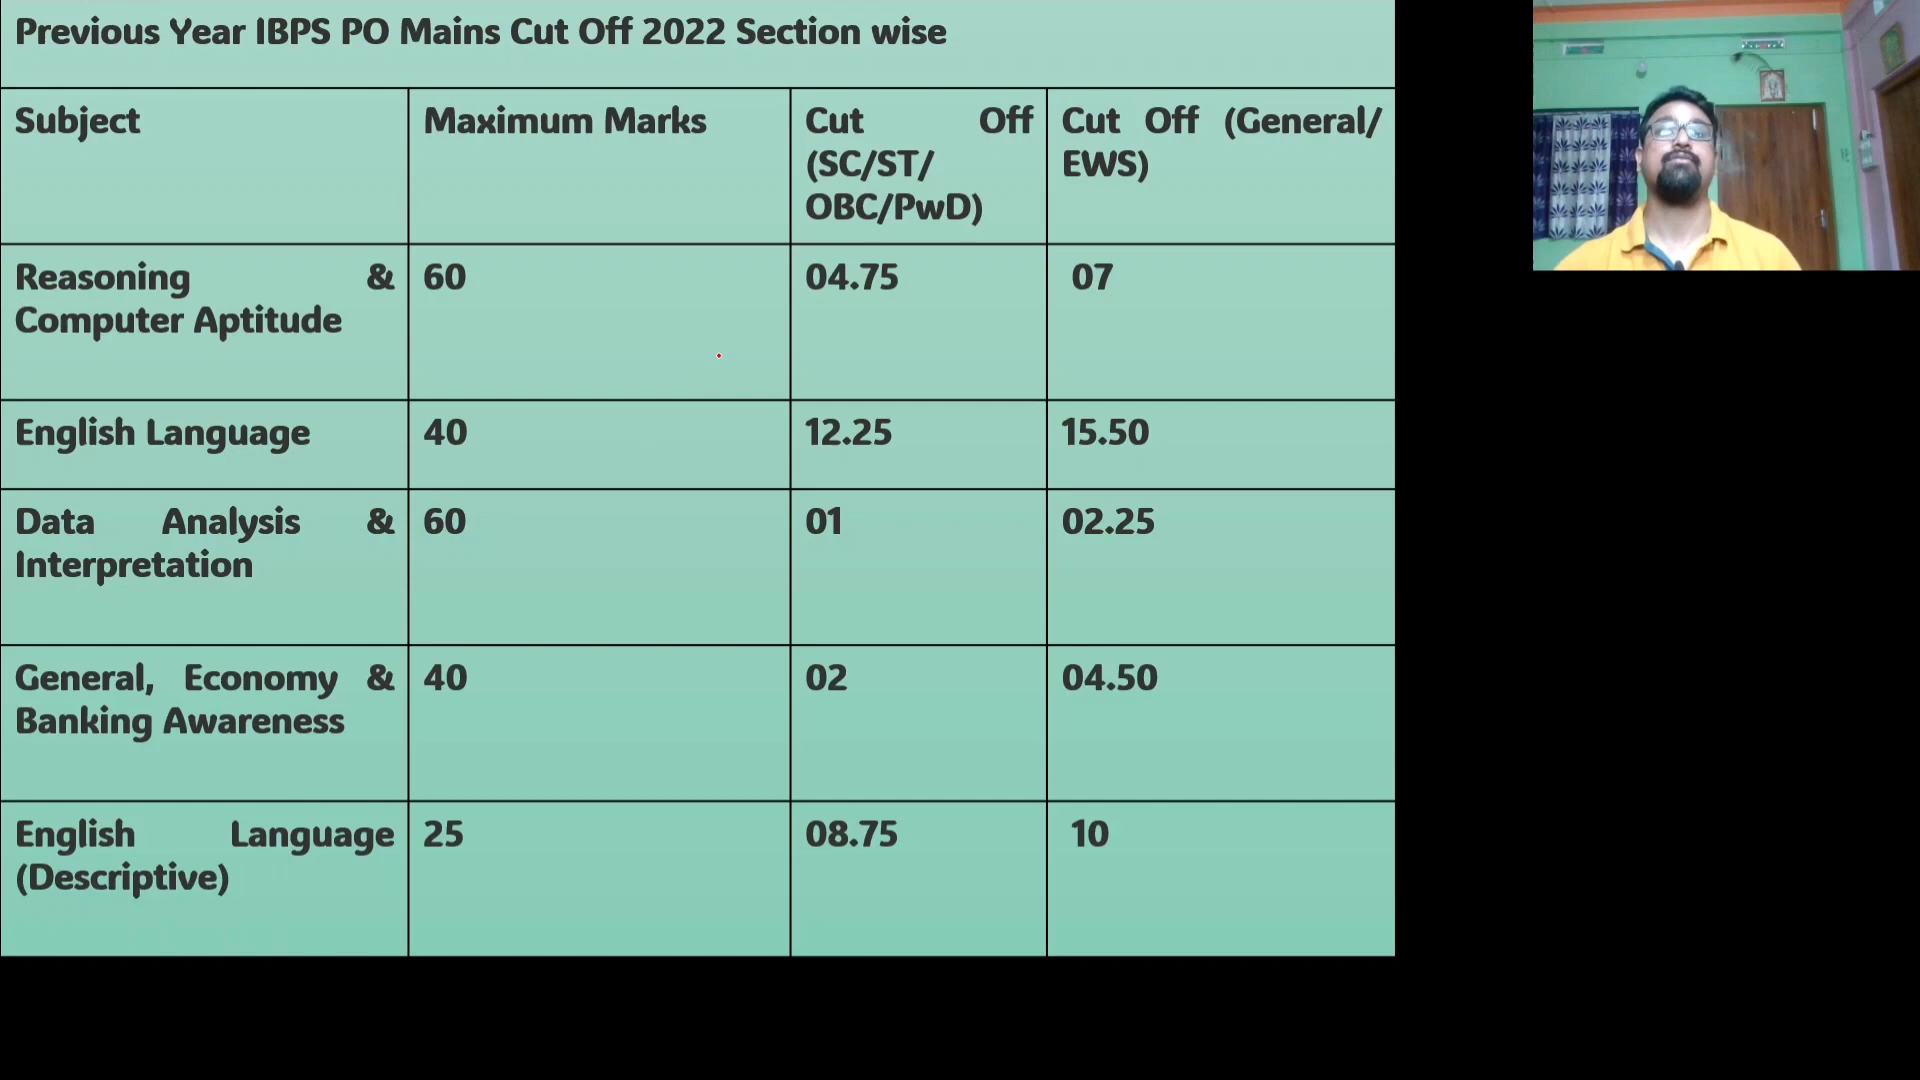 Previous Year IBPS PO Mains Cut Off 2022 Section wise
Subject
Maximum Marks
Cut Off
(SC/ST/
OBC/PwD)
Cut Off (General/
EWS)
Reasoning &
Computer Aptitude
60
04.75
07
English Language
40
12.25
15.50
Data Analysis &
Interpretation
60
01
02.25
General, Economy &
Banking Awareness
40
02
04.50
English Language
(Descriptive)
25
08.75
10